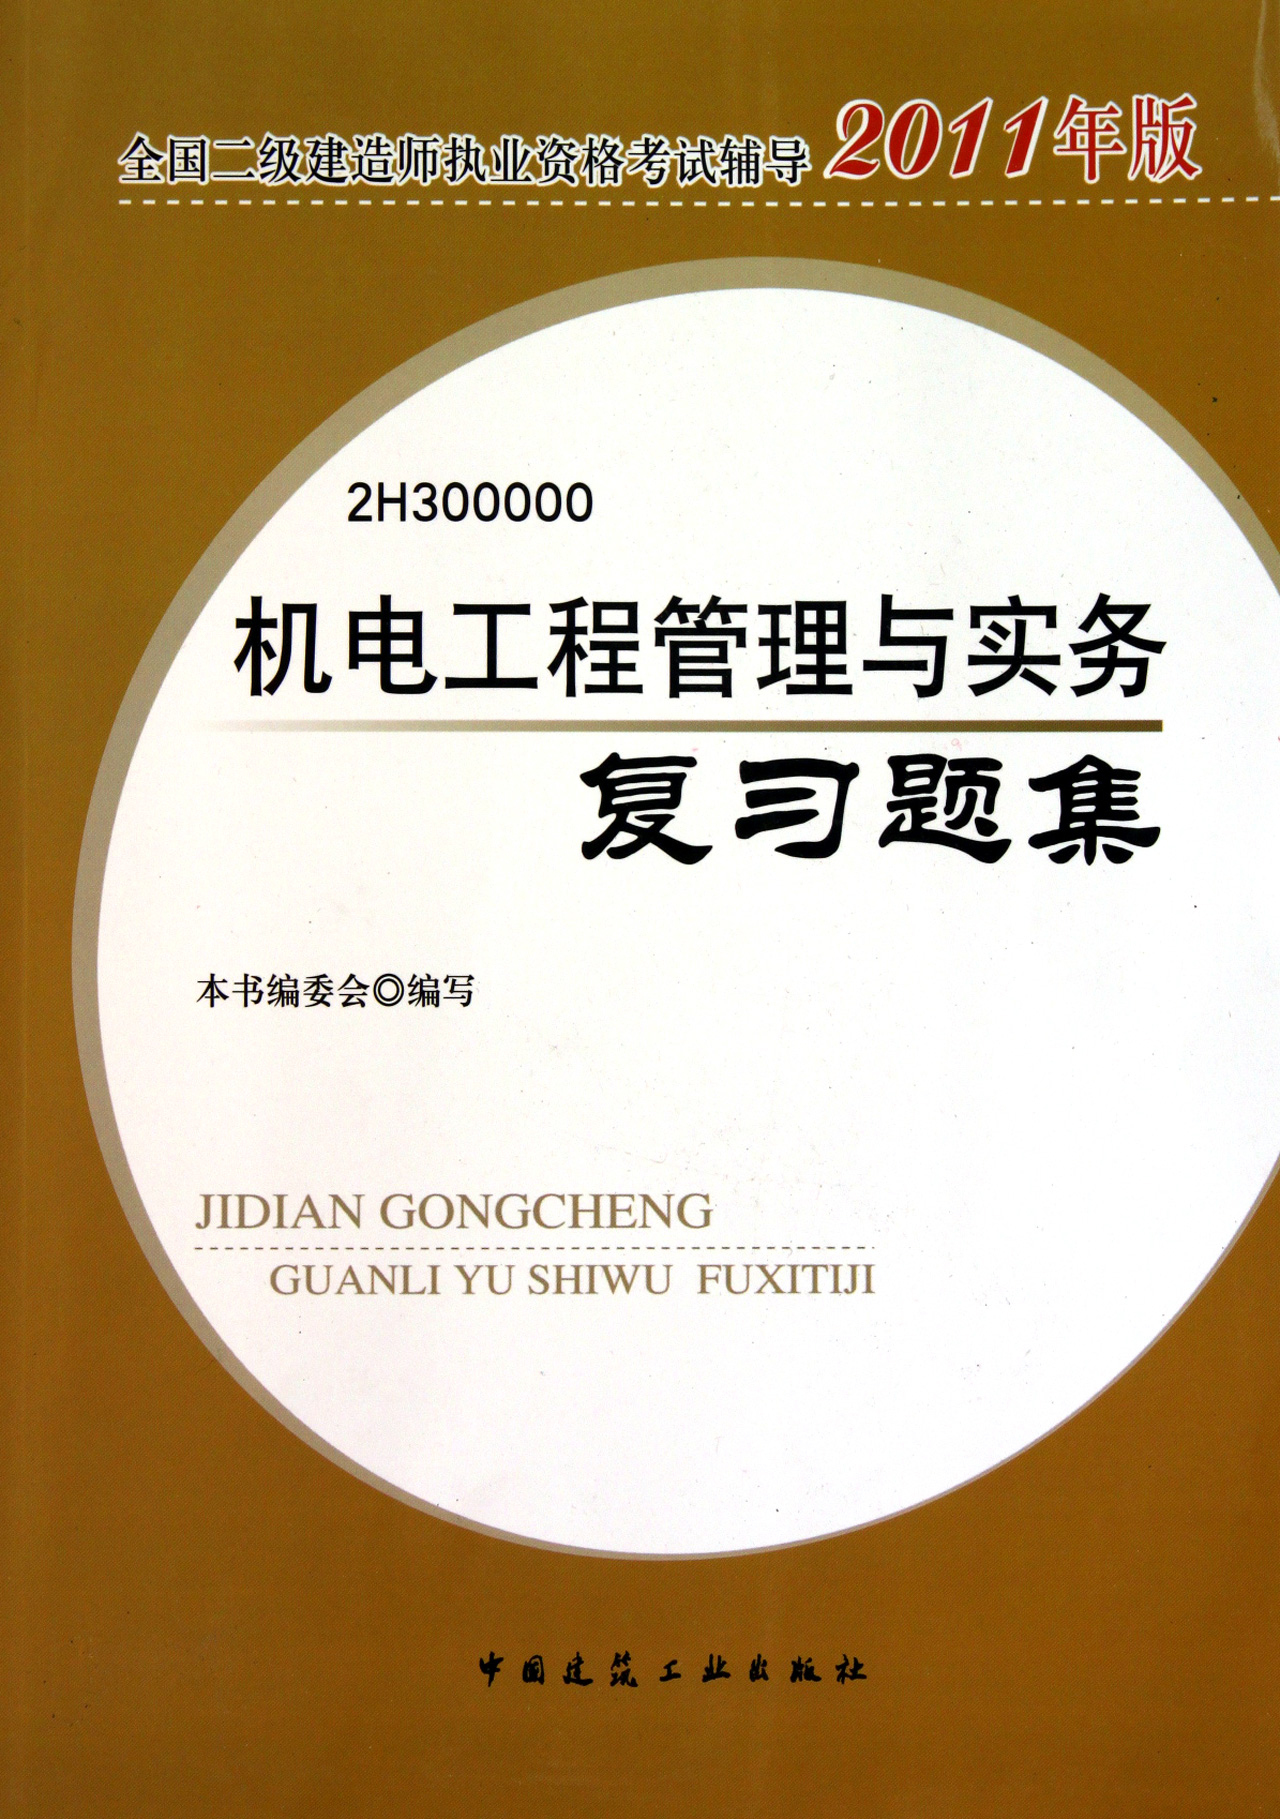 全国二级建造师执业资格考试辅导 2011年版
2H300000
机电工程管理与实务
复习题集
本书编委会◎编写
JIDIAN GONGCHENG
GUANLI YU SHIWU FUXITIJI
中国建筑工业出版社